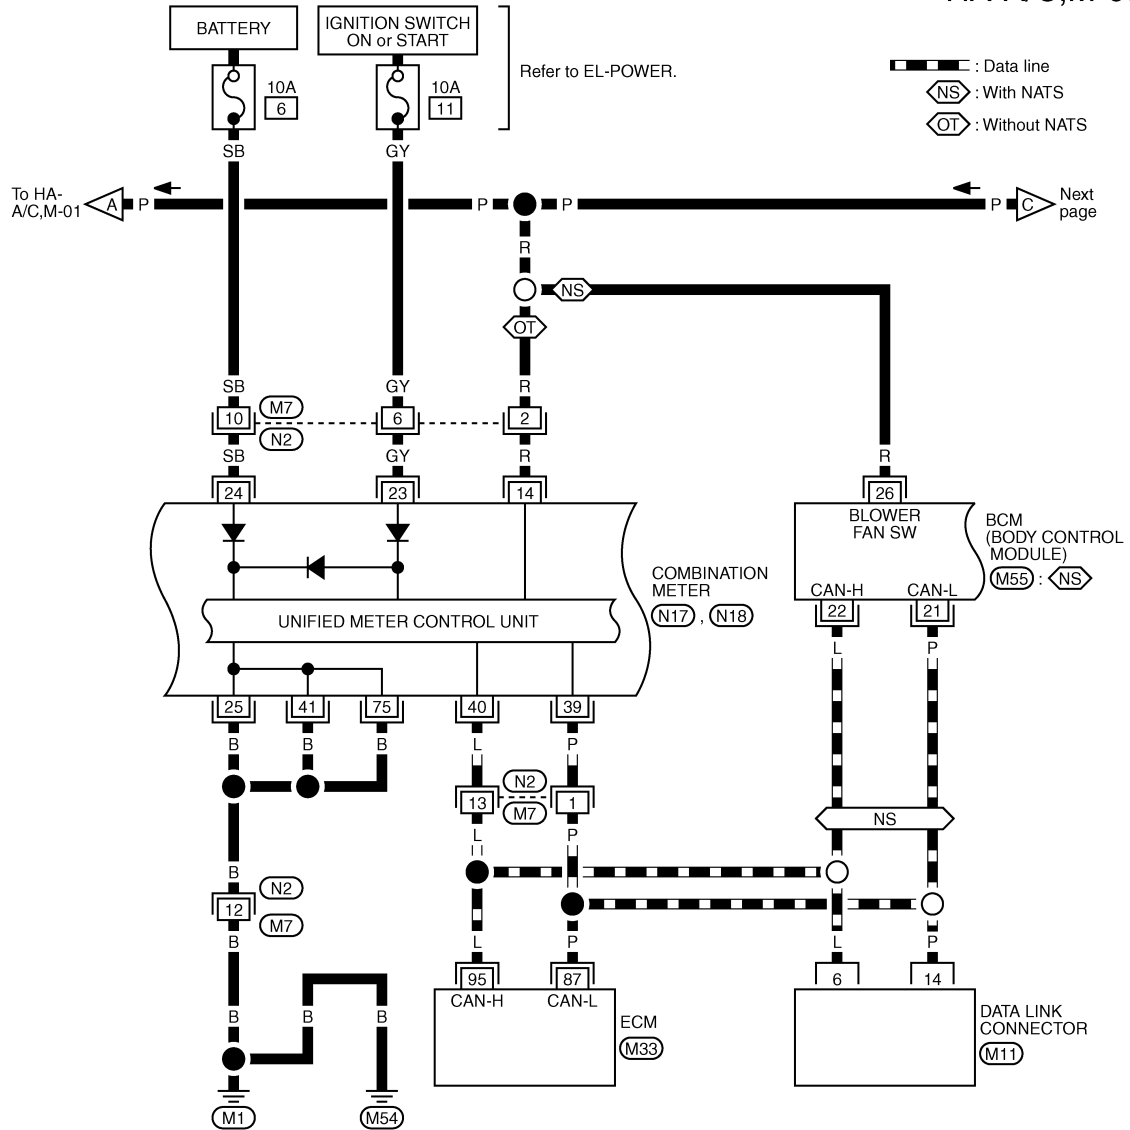 BATTERY
IGNITION SWITCH
ON or START
10A
6
10A
11
Refer to EL-POWER.
: Data line
NS : With NATS
OT : Without NATS
SB GY
To HA-
A/C,M-01
A P P P P C
Next
page
R
NS
OT
SB GY R
10 M7 6 2
N2
SB GY R R
24 23 14 26
BLOWER
FAN SW
BCM
(BODY CONTROL
MODULE)
M55 : NS
CAN-H CAN-L
22 21
COMBINATION
METER
N17 , N18
UNIFIED METER CONTROL UNIT
L P
25 41 75 40 39
B B B L P
N2
13 1
M7
NS
L P
B
N2
12
M7
B L P L P
95 87 6 14
CAN-H CAN-L
ECM
M33
DATA LINK
CONNECTOR
M11
B B B
M1 M54